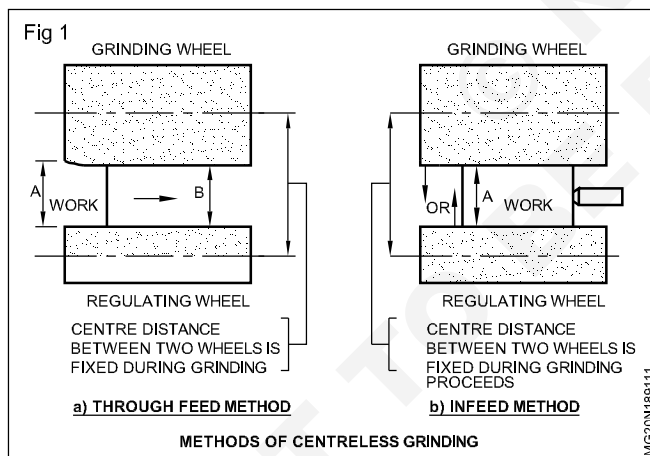 Fig 1
GRINDING WHEEL
A
WORK
B
REGULATING WHEEL
CENTRE DISTANCE
BETWEEN TWO WHEELS IS
FIXED DURING GRINDING
a) THROUGH FEED METHOD
GRINDING WHEEL
OR
A
WORK
REGULATING WHEEL
CENTRE DISTANCE
BETWEEN TWO WHEELS IS
FIXED DURING GRINDING
PROCEEDS
b) INFEED METHOD
METHODS OF CENTRELESS GRINDING
MG20N189111